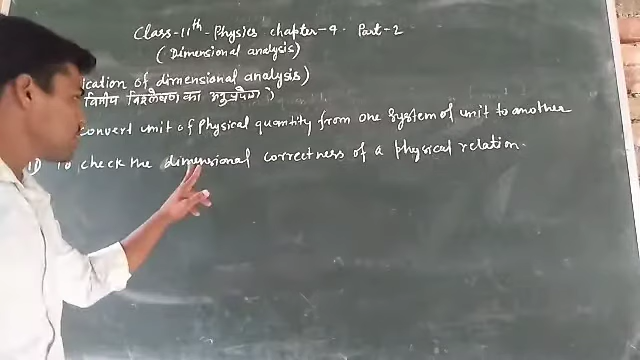 Class-11th-Physics chapter-9. Part-2
(Dimensional analysis)
ication of dimensional analysis)
विमीय विश्लेषण का अनुप्रयोग)
convert unit of Physical quantity from one system of unit to another
To check the dimensional correctness of a physical relation.